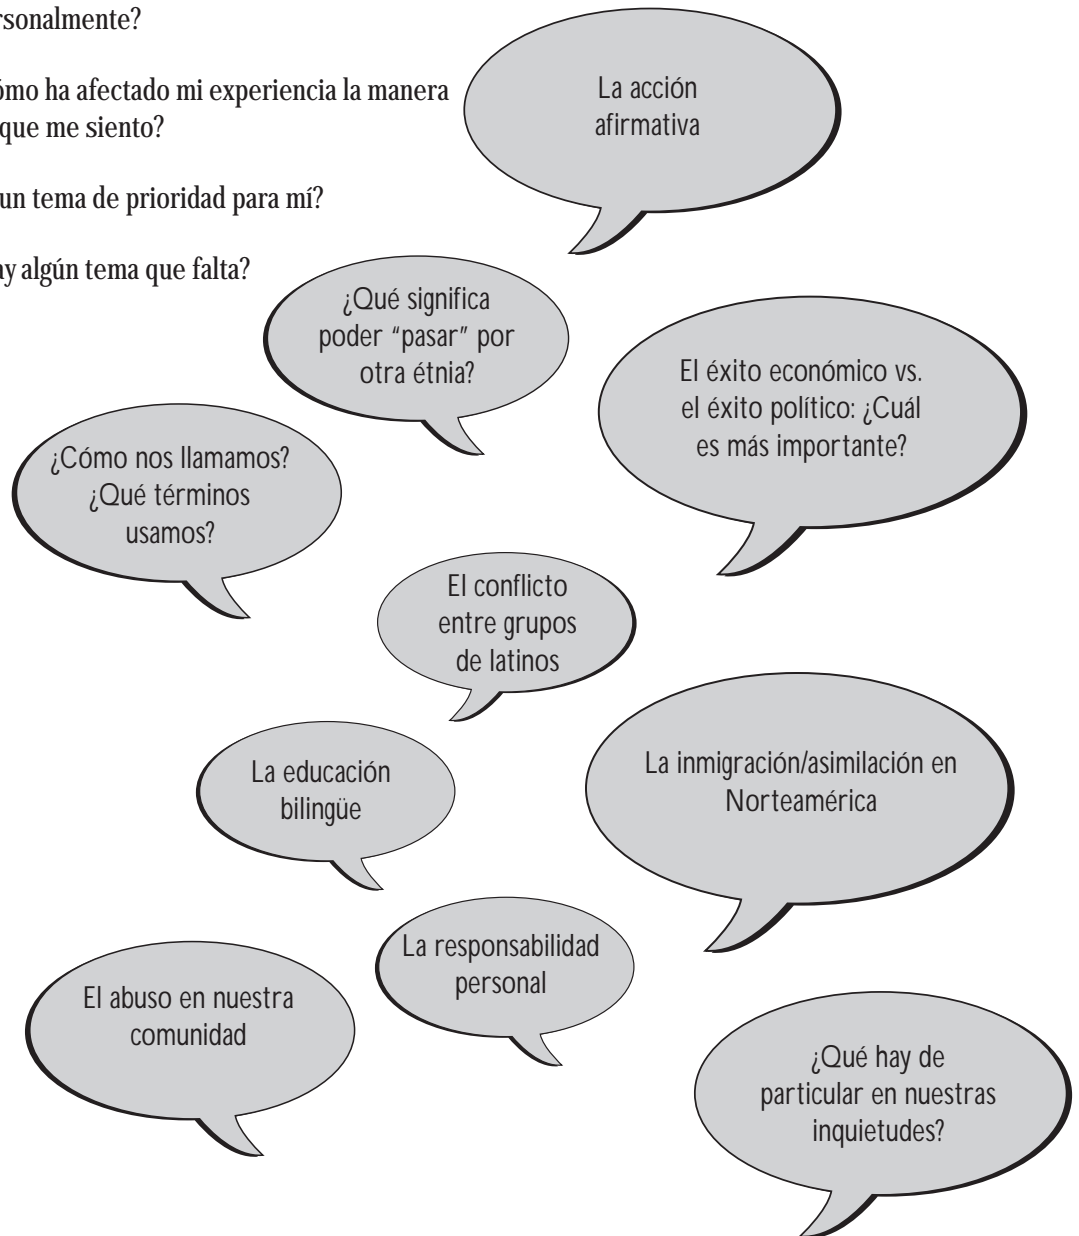 rsonalmente?
ómo ha afectado mi experiencia la manera
que me siento?
un tema de prioridad para mí?
ay algún tema que falta?
La acción
afirmativa
¿Qué significa
poder “pasar” por
otra étnia?
El éxito económico vs.
el éxito político: ¿Cuál
es más importante?
¿Cómo nos llamamos?
¿Qué términos
usamos?
El conflicto
entre grupos
de latinos
La educación
bilingüe
La inmigración/asimilación en
Norteamérica
La responsabilidad
personal
El abuso en nuestra
comunidad
¿Qué hay de
particular en nuestras
inquietudes?